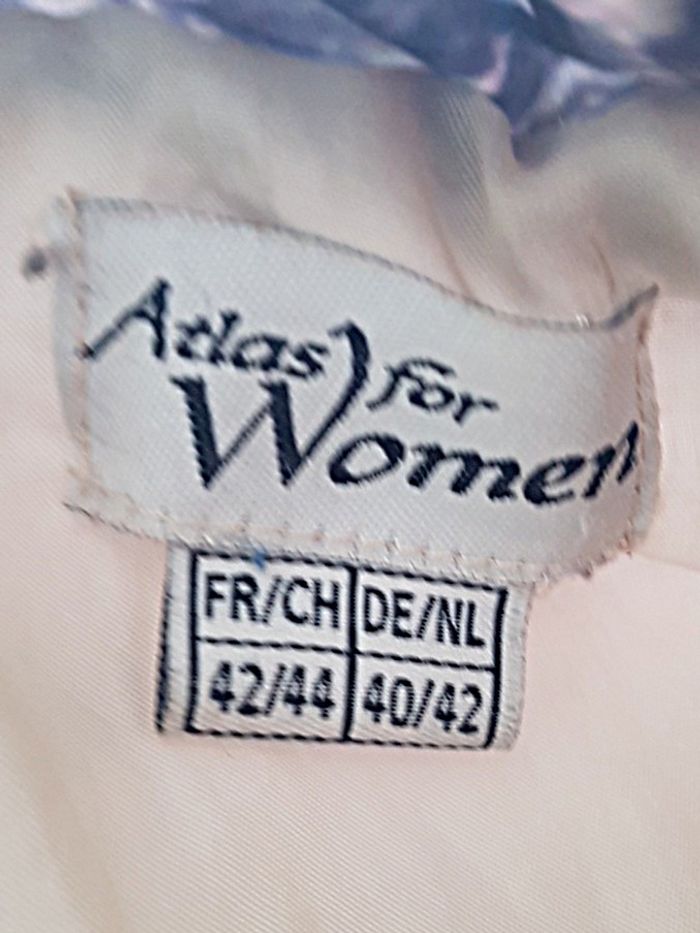 Atlas for
Women
FR/CH DE/NL
42/44 40/42